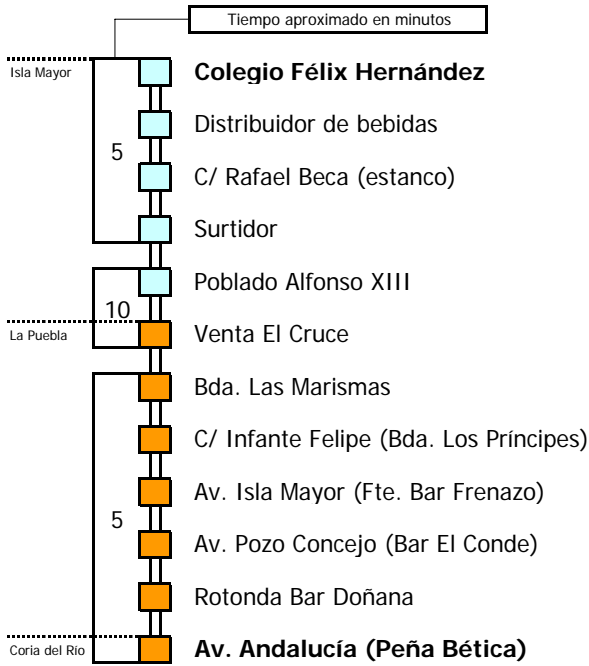 Tiempo aproximado en minutos
Isla Mayor
Colegio Félix Hernández
Distribuidor de bebidas
5
C/ Rafael Beca (estanco)
Surtidor
Poblado Alfonso XIII
10
La Puebla
Venta El Cruce
Bda. Las Marismas
C/ Infante Felipe (Bda. Los Príncipes)
Av. Isla Mayor (Fte. Bar Frenazo)
5
Av. Pozo Concejo (Bar El Conde)
Rotonda Bar Doñana
Coria del Río
Av. Andalucía (Peña Bética)